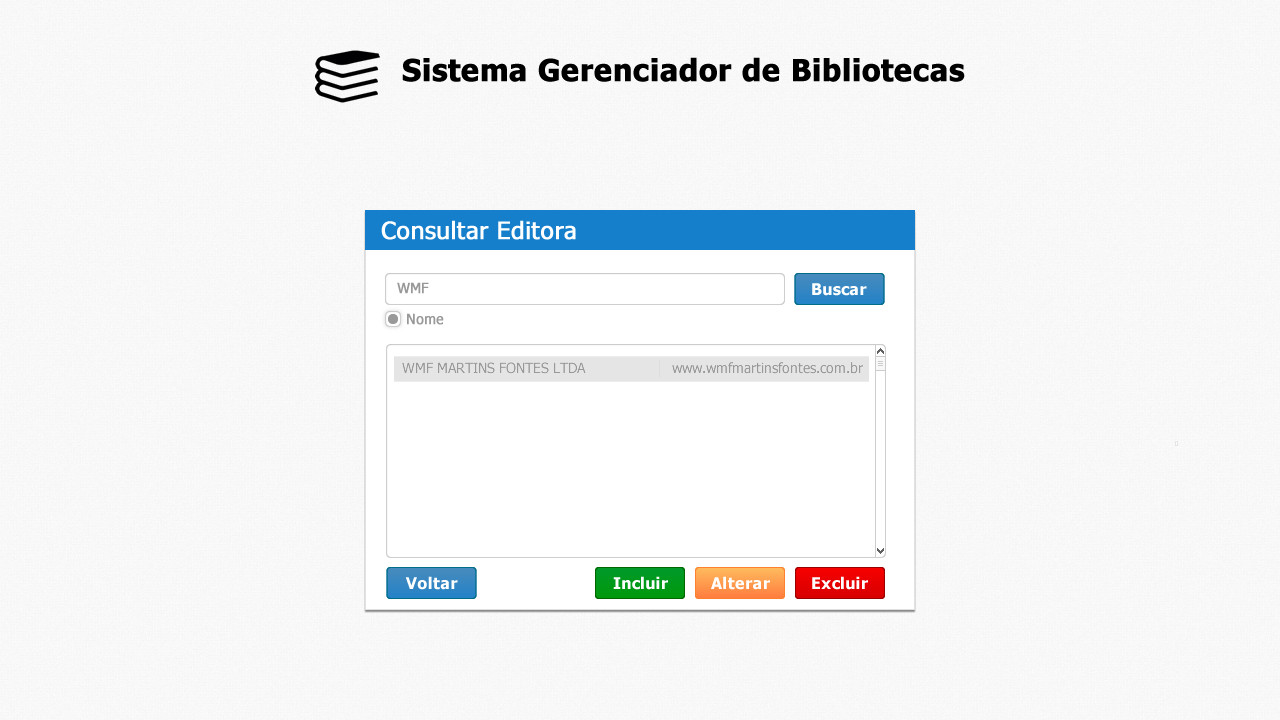 Sistema Gerenciador de Bibliotecas
Consultar Editora
WMF
Buscar
Nome
WMF MARTINS FONTES LTDA www.wmfmartinsfontes.com.br
Voltar Incluir Alterar Excluir